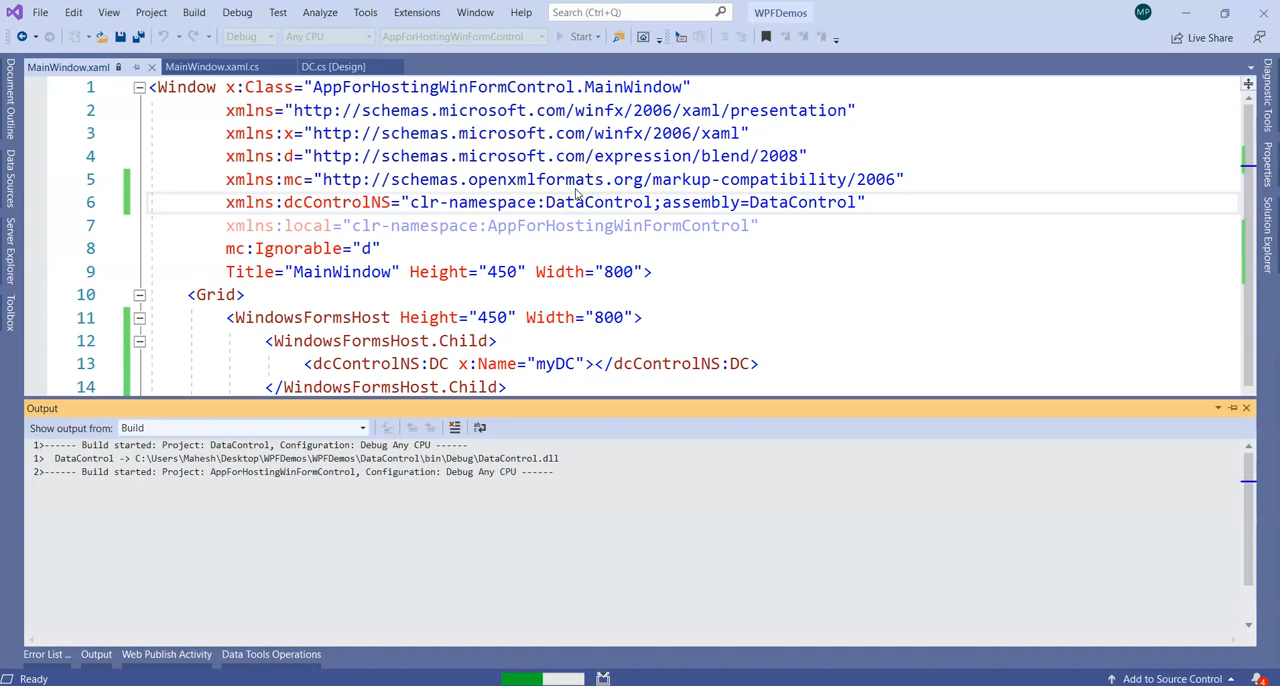 File Edit View Project Build Debug Test Analyze Tools Extensions Window Help Search (Ctrl+Q) WPFDemos MP
Debug Any CPU AppForHostingWinFormControl Start Live Share
MainWindow.xaml MainWindow.xaml.cs DC.cs [Design]
Document Outline
Data Sources
Server Explorer
Toolbox
1 <Window x:Class="AppForHostingWinFormControl.MainWindow"
2 xmlns="http://schemas.microsoft.com/winfx/2006/xaml/presentation"
3 xmlns:x="http://schemas.microsoft.com/winfx/2006/xaml"
4 xmlns:d="http://schemas.microsoft.com/expression/blend/2008"
5 xmlns:mc="http://schemas.openxmlformats.org/markup-compatibility/2006"
6 xmlns:dcControlNS="clr-namespace:DataControl;assembly=DataControl"
7 xmlns:local="clr-namespace:AppForHostingWinFormControl"
8 mc:Ignorable="d"
9 Title="MainWindow" Height="450" Width="800">
10 <Grid>
11 <WindowsFormsHost Height="450" Width="800">
12 <WindowsFormsHost.Child>
13 <dcControlNS:DC x:Name="myDC"></dcControlNS:DC>
14 </WindowsFormsHost.Child>
Diagnostic Tools
Properties
Solution Explorer
Output
Show output from: Build
1>------ Build started: Project: DataControl, Configuration: Debug Any CPU ------
1> DataControl -> C:\Users\Mahesh\Desktop\WPFDemos\WPFDemos\DataControl\bin\Debug\DataControl.dll
2>------ Build started: Project: AppForHostingWinFormControl, Configuration: Debug Any CPU ------
Error List ... Output Web Publish Activity Data Tools Operations
Ready Add to Source Control 4